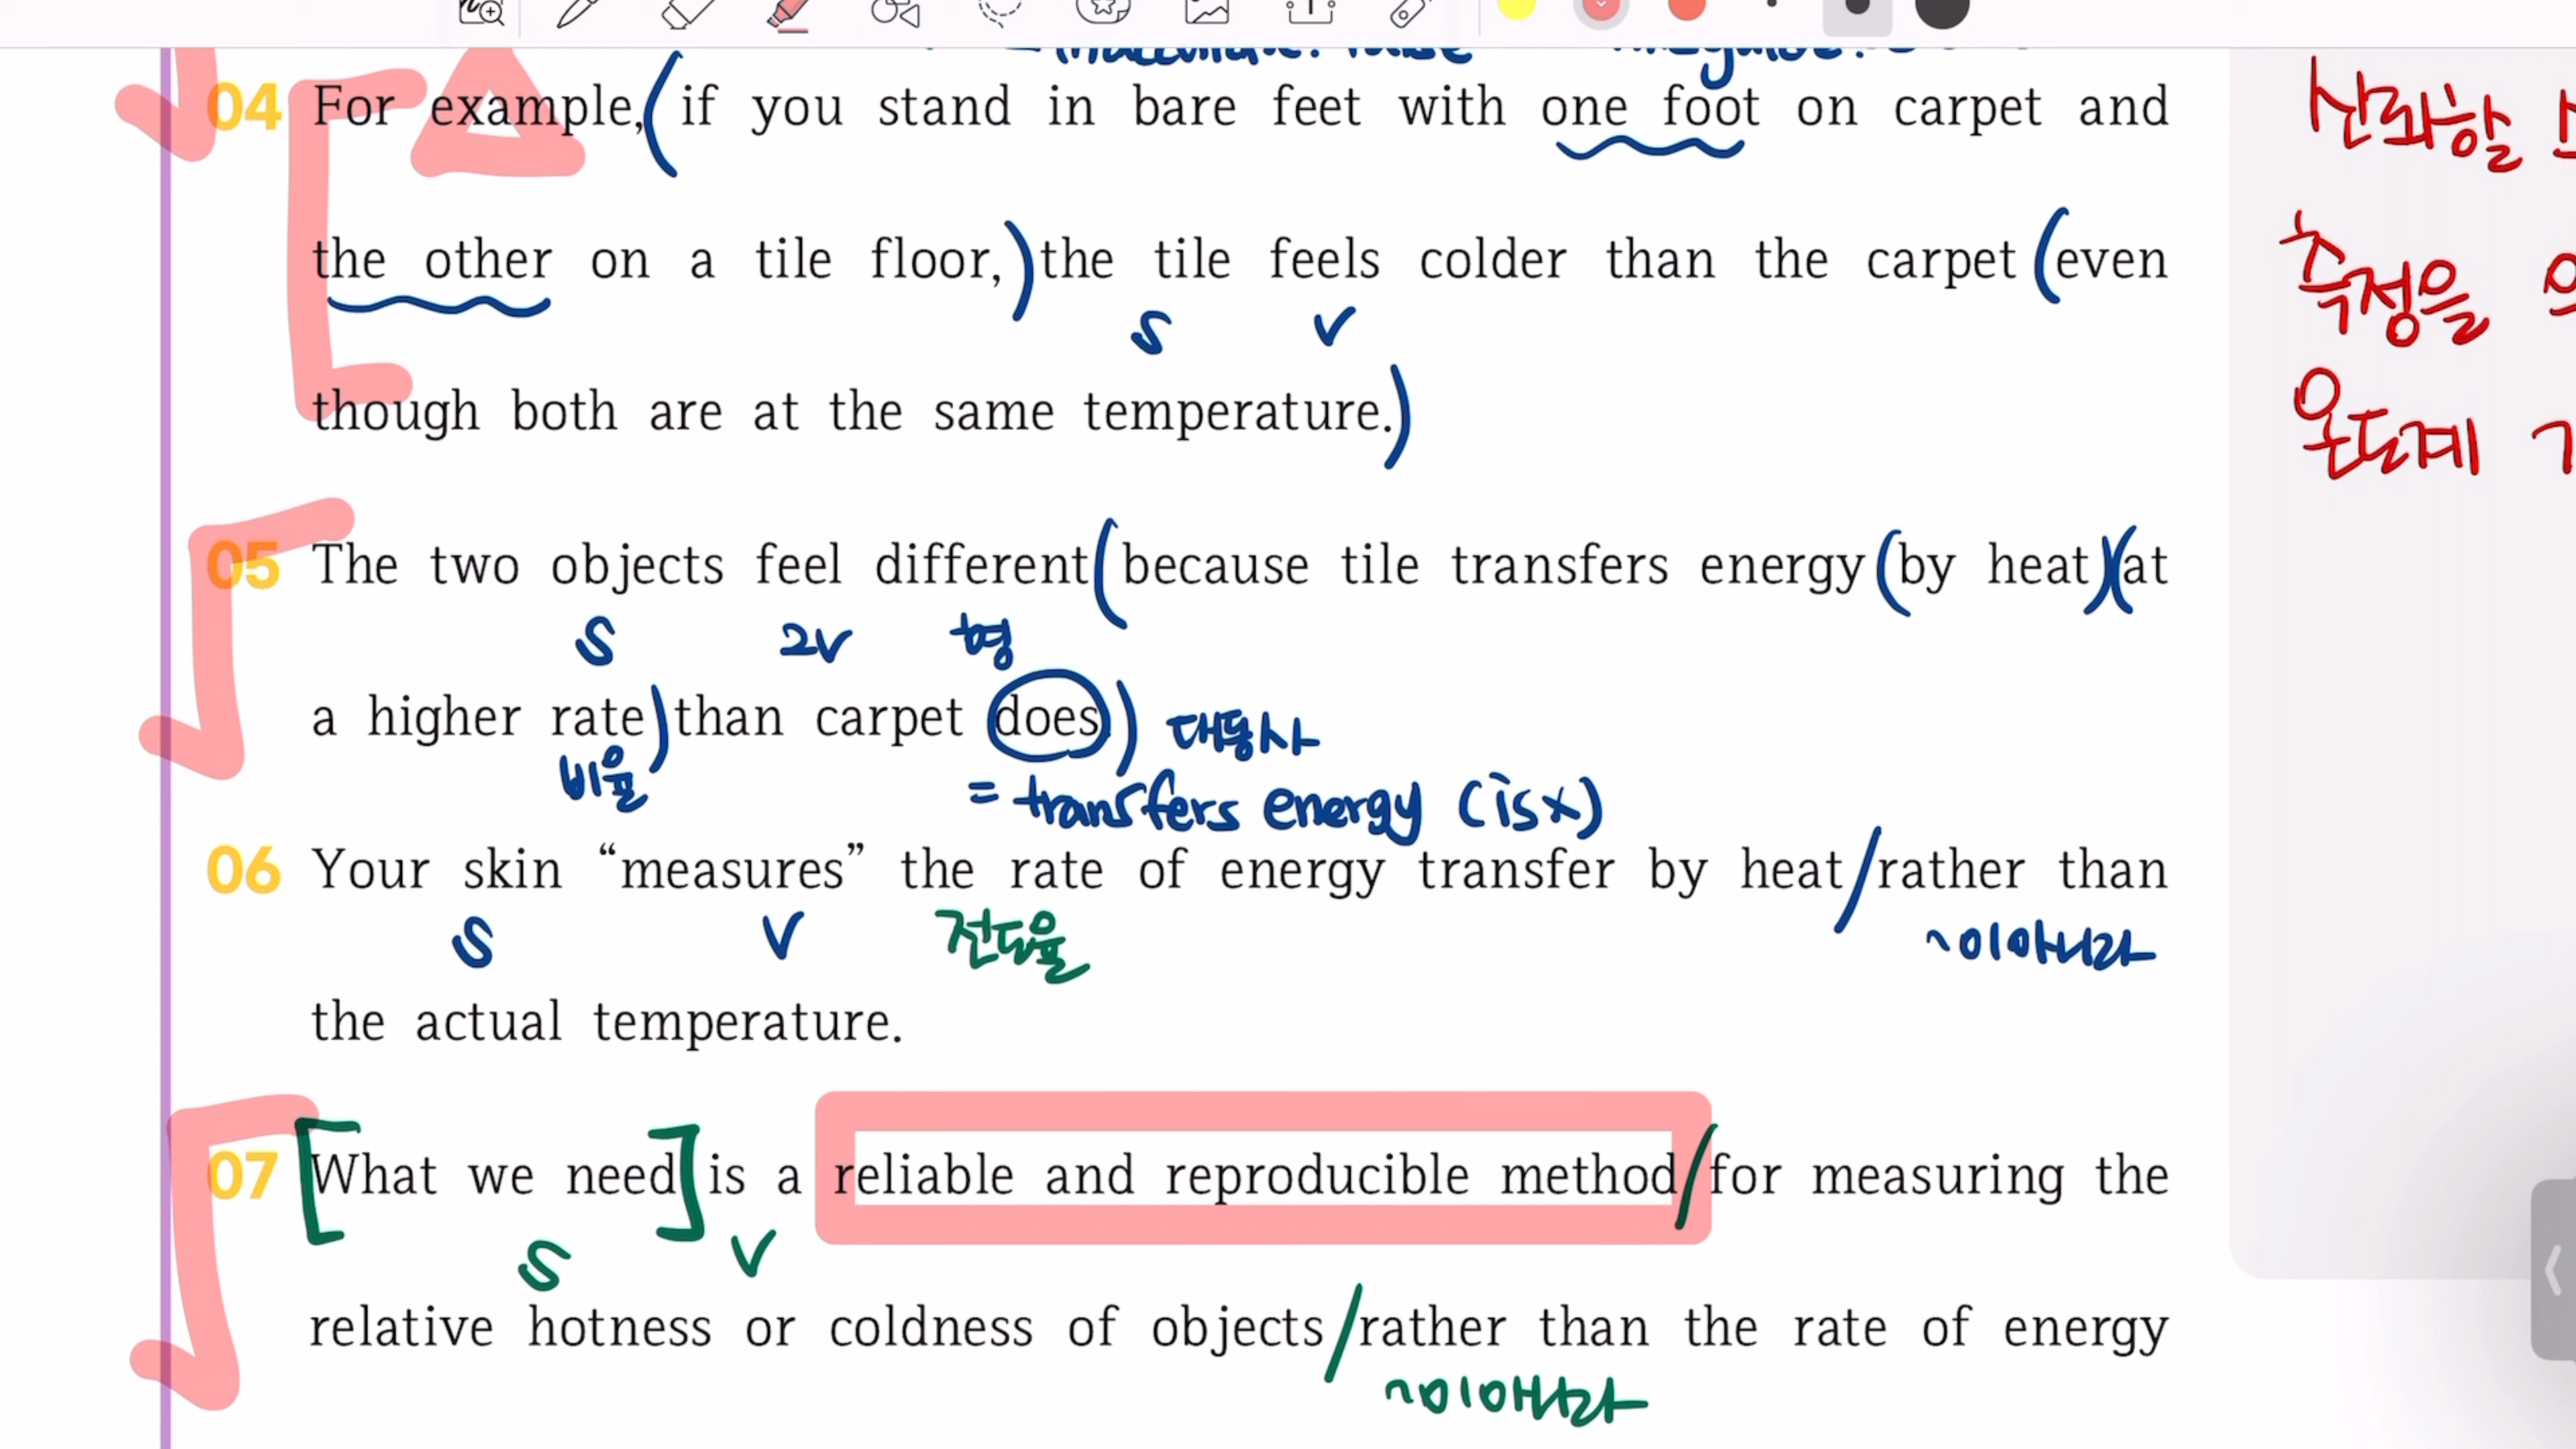 04 For example, ( if you stand in bare feet with one foot on carpet and
the other on a tile floor, ) the tile feels colder than the carpet ( even
S V
though both are at the same temperature. )
05 The two objects feel different ( because tile transfers energy ( by heat ) ( at
S 2V 형
a higher rate ) than carpet does ) 대동사
비율 = transfers energy (is x)
06 Your skin “measures” the rate of energy transfer by heat / rather than
S V 전달율 ~이 아니라
the actual temperature.
07 [ What we need ] is a reliable and reproducible method / for measuring the
S V
relative hotness or coldness of objects / rather than the rate of energy
~이 아니라
신뢰할
측정을
온도계